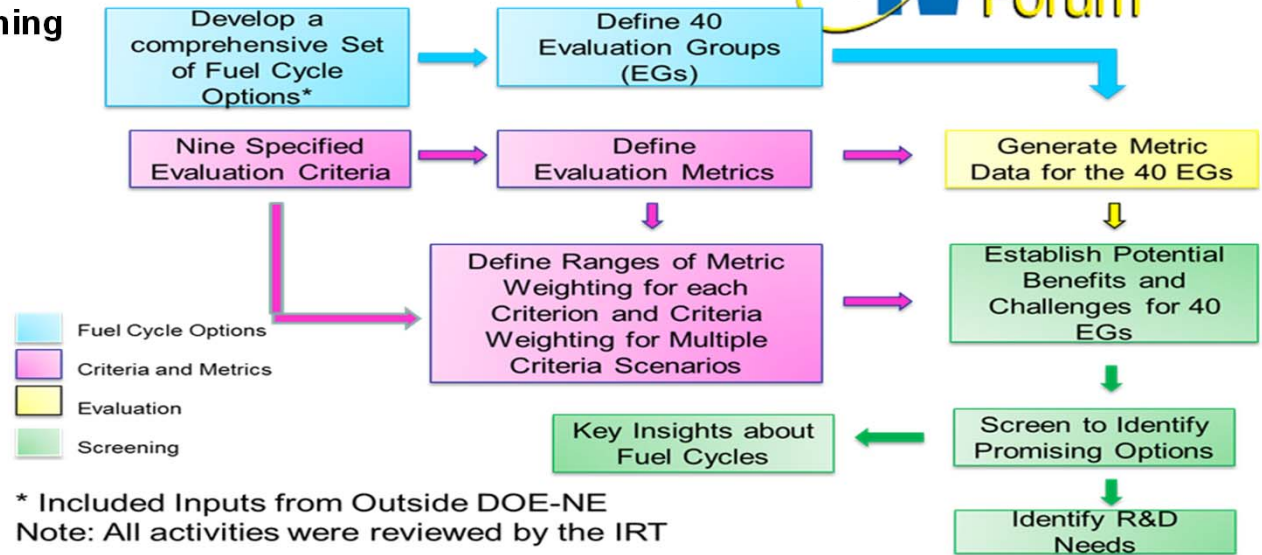 Forum
Develop a
comprehensive Set
of Fuel Cycle
Options*
Define 40
Evaluation Groups
(EGs)
Nine Specified
Evaluation Criteria
Define
Evaluation Metrics
Generate Metric
Data for the 40 EGs
Define Ranges of Metric
Weighting for each
Criterion and Criteria
Weighting for Multiple
Criteria Scenarios
Establish Potential
Benefits and
Challenges for 40
EGs
Fuel Cycle Options
Criteria and Metrics
Evaluation
Screening
Key Insights about
Fuel Cycles
Screen to Identify
Promising Options
Identify R&D
Needs
* Included Inputs from Outside DOE-NE
Note: All activities were reviewed by the IRT